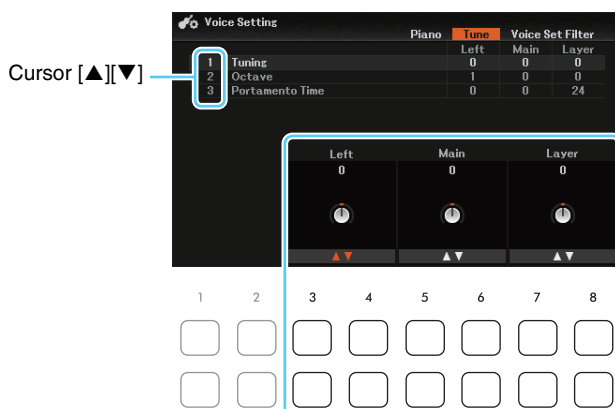 Voice Setting
Piano Tune Voice Set Filter
Left Main Layer
1 Tuning 0 0 0
2 Octave 1 0 0
3 Portamento Time 0 0 24
Cursor [▲][▼]
Left Main Layer
0 0 0
▲▼ ▲▼ ▲▼
1 2 3 4 5 6 7 8